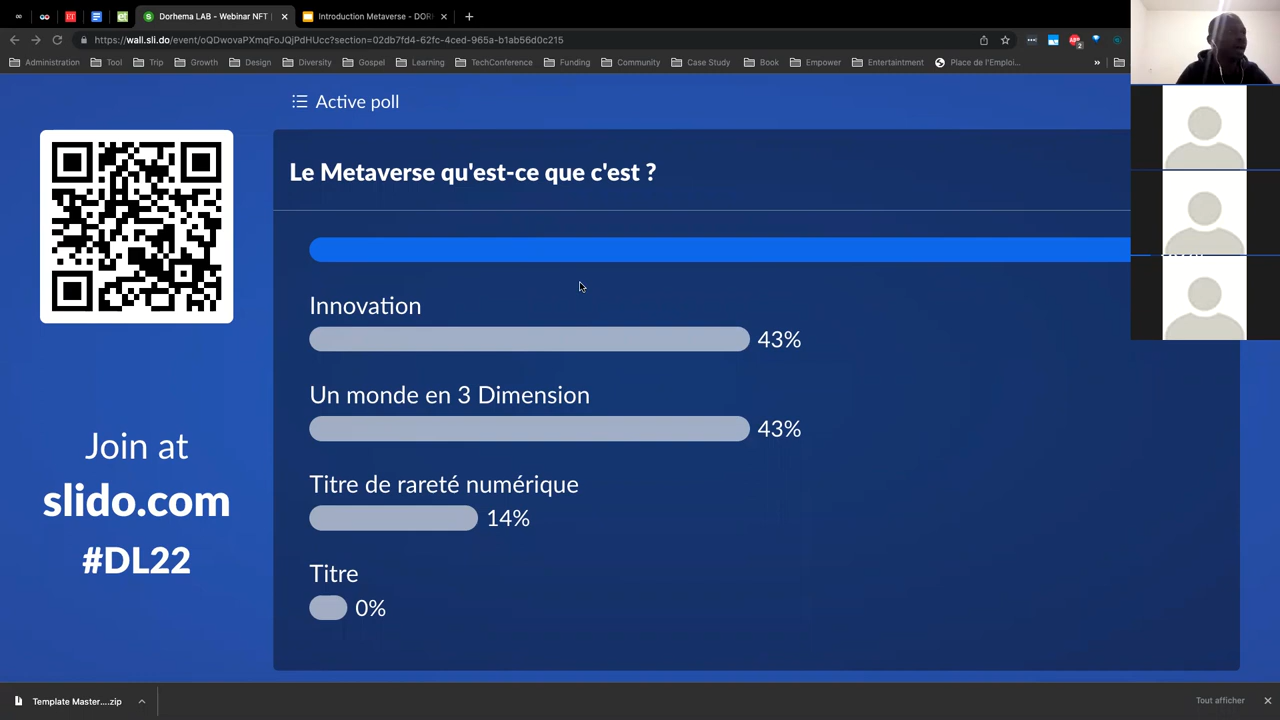 Dorhema LAB - Webinar NFT
Introduction Metaverse - DOR
https://wall.sli.do/event/oQDwovaPXmqFoJQjPdHUcc?section=02db7fd4-62fc-4ced-965a-b1ab56d0c215
Administration Tool Trip Growth Design Diversity Gospel Learning TechConference Funding Community Case Study Book Empower Entertaintment Place de l'Emploi... »
Active poll
Le Metaverse qu'est-ce que c'est ?
Innovation
43%
Un monde en 3 Dimension
43%
Titre de rareté numérique
14%
Titre
0%
Join at
slido.com
#DL22
Template Master....zip
Tout afficher